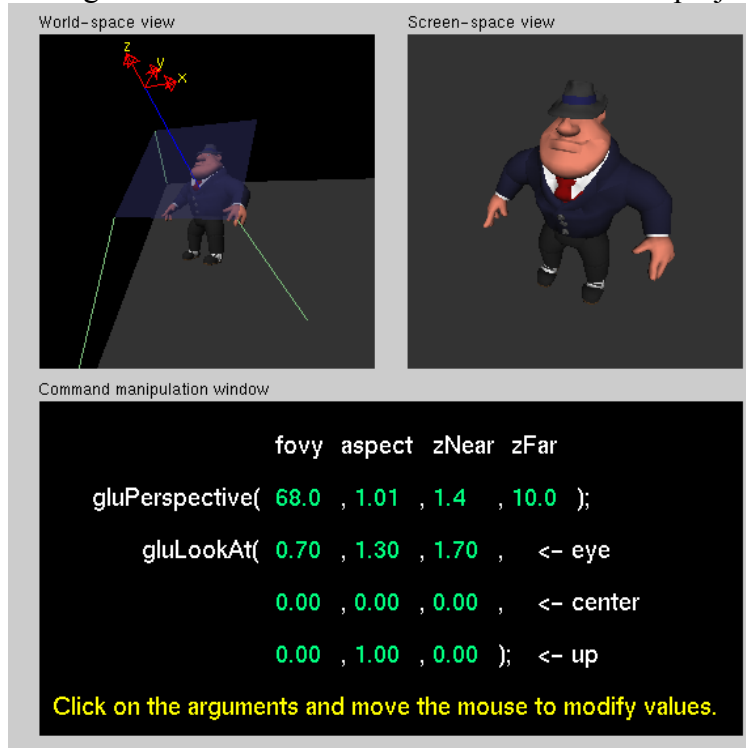 World-space view
Screen-space view
z
y
x
Command manipulation window
fovy aspect zNear zFar
gluPerspective( 68.0 , 1.01 , 1.4 , 10.0 );
gluLookAt( 0.70 , 1.30 , 1.70 , <- eye
0.00 , 0.00 , 0.00 , <- center
0.00 , 1.00 , 0.00 ); <- up
Click on the arguments and move the mouse to modify values.